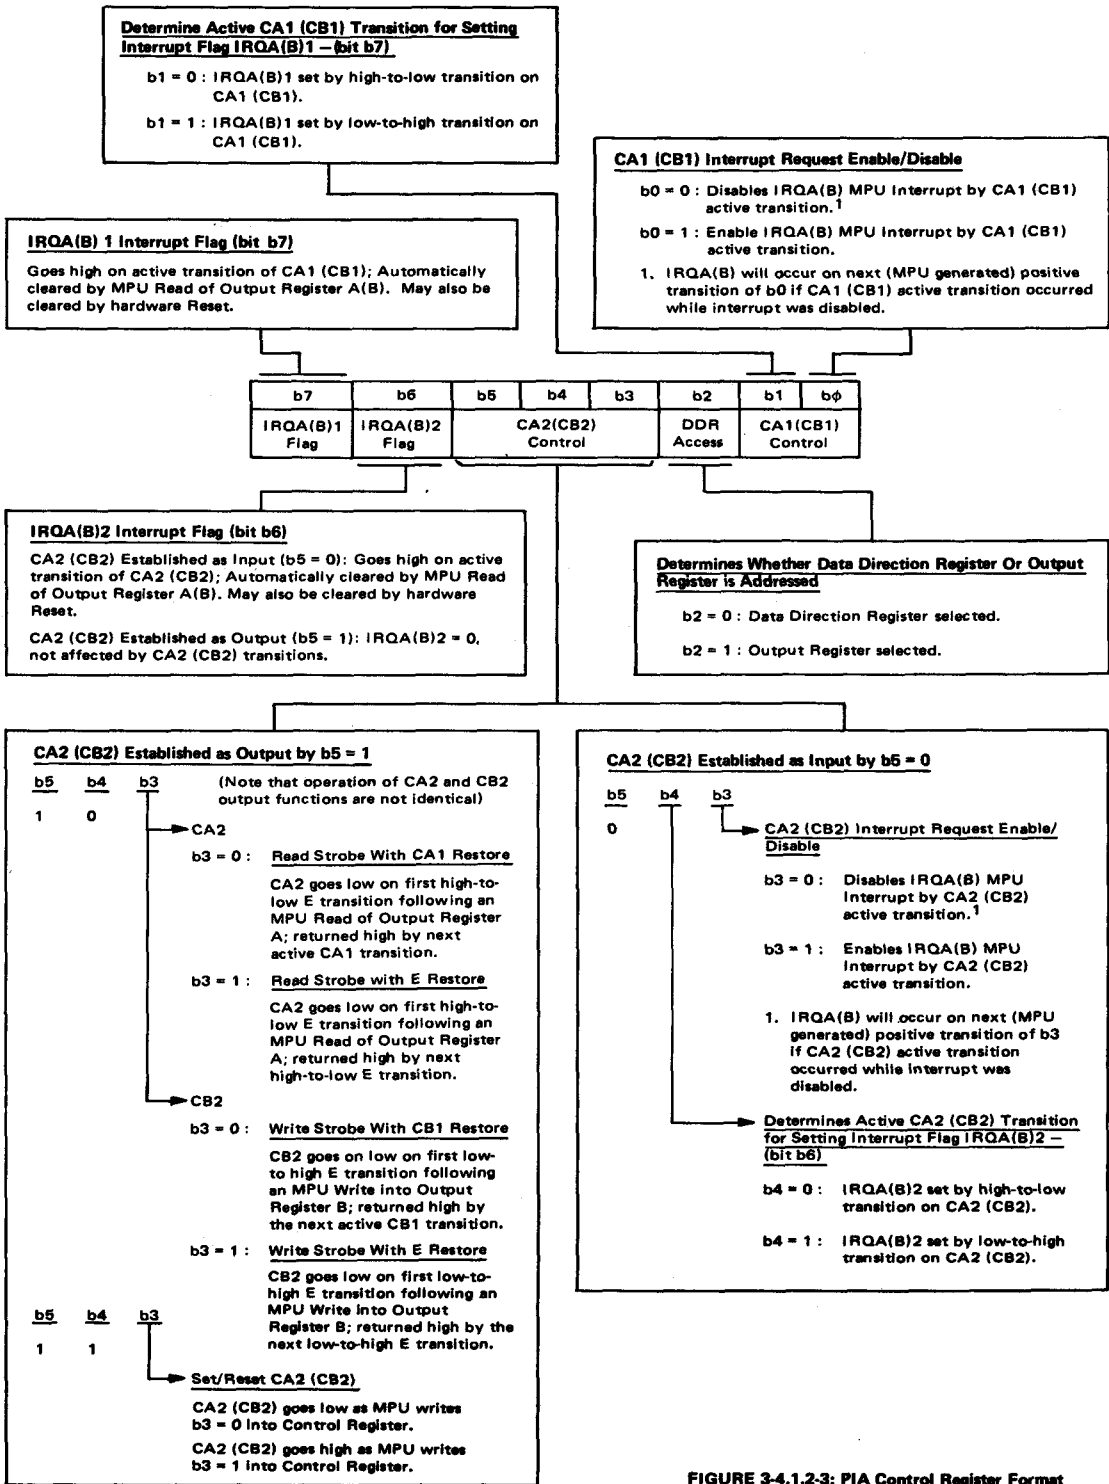 Determine Active CA1 (CB1) Transition for Setting
Interrupt Flag IRQA(B)1 – (bit b7)
b1 = 0 : IRQA(B)1 set by high-to-low transition on
CA1 (CB1).
b1 = 1 : IRQA(B)1 set by low-to-high transition on
CA1 (CB1).
CA1 (CB1) Interrupt Request Enable/Disable
b0 = 0 : Disables IRQA(B) MPU Interrupt by CA1 (CB1)
active transition.1
b0 = 1 : Enable IRQA(B) MPU Interrupt by CA1 (CB1)
active transition.
1. IRQA(B) will occur on next (MPU generated) positive
transition of b0 if CA1 (CB1) active transition occurred
while interrupt was disabled.
IRQA(B) 1 Interrupt Flag (bit b7)
Goes high on active transition of CA1 (CB1); Automatically
cleared by MPU Read of Output Register A(B). May also be
cleared by hardware Reset.
b7 b6 b5 b4 b3 b2 b1 bφ
IRQA(B)1 IRQA(B)2 CA2(CB2) DDR CA1(CB1)
Flag Flag Control Access Control
IRQA(B)2 Interrupt Flag (bit b6)
CA2 (CB2) Established as Input (b5 = 0): Goes high on active
transition of CA2 (CB2); Automatically cleared by MPU Read
of Output Register A(B). May also be cleared by hardware
Reset.
CA2 (CB2) Established as Output (b5 = 1): IRQA(B)2 = 0,
not affected by CA2 (CB2) transitions.
Determines Whether Data Direction Register Or Output
Register is Addressed
b2 = 0 : Data Direction Register selected.
b2 = 1 : Output Register selected.
CA2 (CB2) Established as Output by b5 = 1
b5 b4 b3 (Note that operation of CA2 and CB2
output functions are not identical)
1 0
CA2
b3 = 0 : Read Strobe With CA1 Restore
CA2 goes low on first high-to-
low E transition following an
MPU Read of Output Register
A; returned high by next
active CA1 transition.
b3 = 1 : Read Strobe with E Restore
CA2 goes low on first high-to-
low E transition following an
MPU Read of Output Register
A; returned high by next
high-to-low E transition.
CB2
b3 = 0 : Write Strobe With CB1 Restore
CB2 goes on low on first low-
to high E transition following
an MPU Write into Output
Register B; returned high by
the next active CB1 transition.
b3 = 1 : Write Strobe With E Restore
CB2 goes low on first low-to-
high E transition following an
MPU Write into Output
Register B; returned high by the
next low-to-high E transition.
b5 b4 b3
1 1
Set/Reset CA2 (CB2)
CA2 (CB2) goes low as MPU writes
b3 = 0 into Control Register.
CA2 (CB2) goes high as MPU writes
b3 = 1 into Control Register.
CA2 (CB2) Established as Input by b5 = 0
b5 b4 b3
0
CA2 (CB2) Interrupt Request Enable/
Disable
b3 = 0 : Disables IRQA(B) MPU
Interrupt by CA2 (CB2)
active transition.1
b3 = 1 : Enables IRQA(B) MPU
Interrupt by CA2 (CB2)
active transition.
1. IRQA(B) will occur on next (MPU
generated) positive transition of b3
if CA2 (CB2) active transition
occurred while interrupt was
disabled.
Determines Active CA2 (CB2) Transition
for Setting Interrupt Flag IRQA(B)2 –
(bit b6)
b4 = 0 : IRQA(B)2 set by high-to-low
transition on CA2 (CB2).
b4 = 1 : IRQA(B)2 set by low-to-high
transition on CA2 (CB2).
FIGURE 3-4.1.2-3: PIA Control Register Format